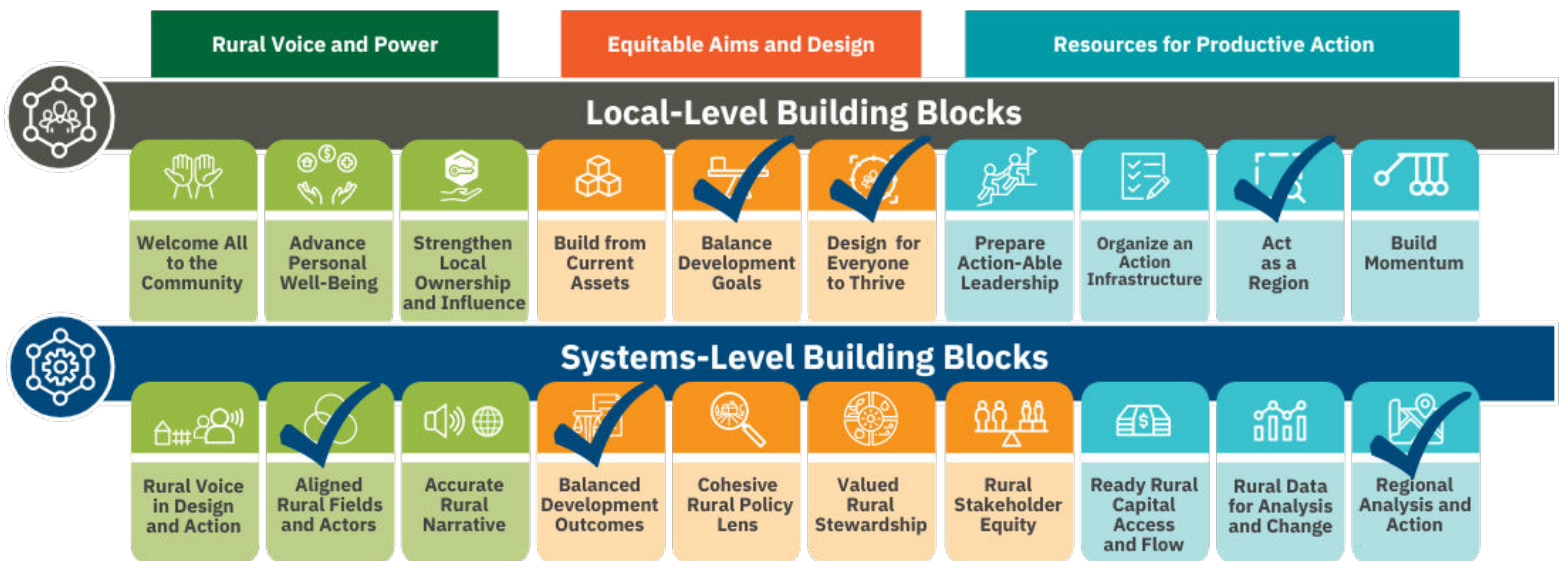 Rural Voice and Power
Equitable Aims and Design
Resources for Productive Action
Local-Level Building Blocks
Welcome All
to the
Community
Advance
Personal
Well-Being
Strengthen
Local
Ownership
and Influence
Build from
Current
Assets
Balance
Development
Goals
Design for
Everyone
to Thrive
Prepare
Action-Able
Leadership
Organize an
Action
Infrastructure
Act
as a
Region
Build
Momentum
Systems-Level Building Blocks
Rural Voice
in Design
and Action
Aligned
Rural Fields
and Actors
Accurate
Rural
Narrative
Balanced
Development
Outcomes
Cohesive
Rural Policy
Lens
Valued
Rural
Stewardship
Rural
Stakeholder
Equity
Ready Rural
Capital
Access
and Flow
Rural Data
for Analysis
and Change
Regional
Analysis and
Action